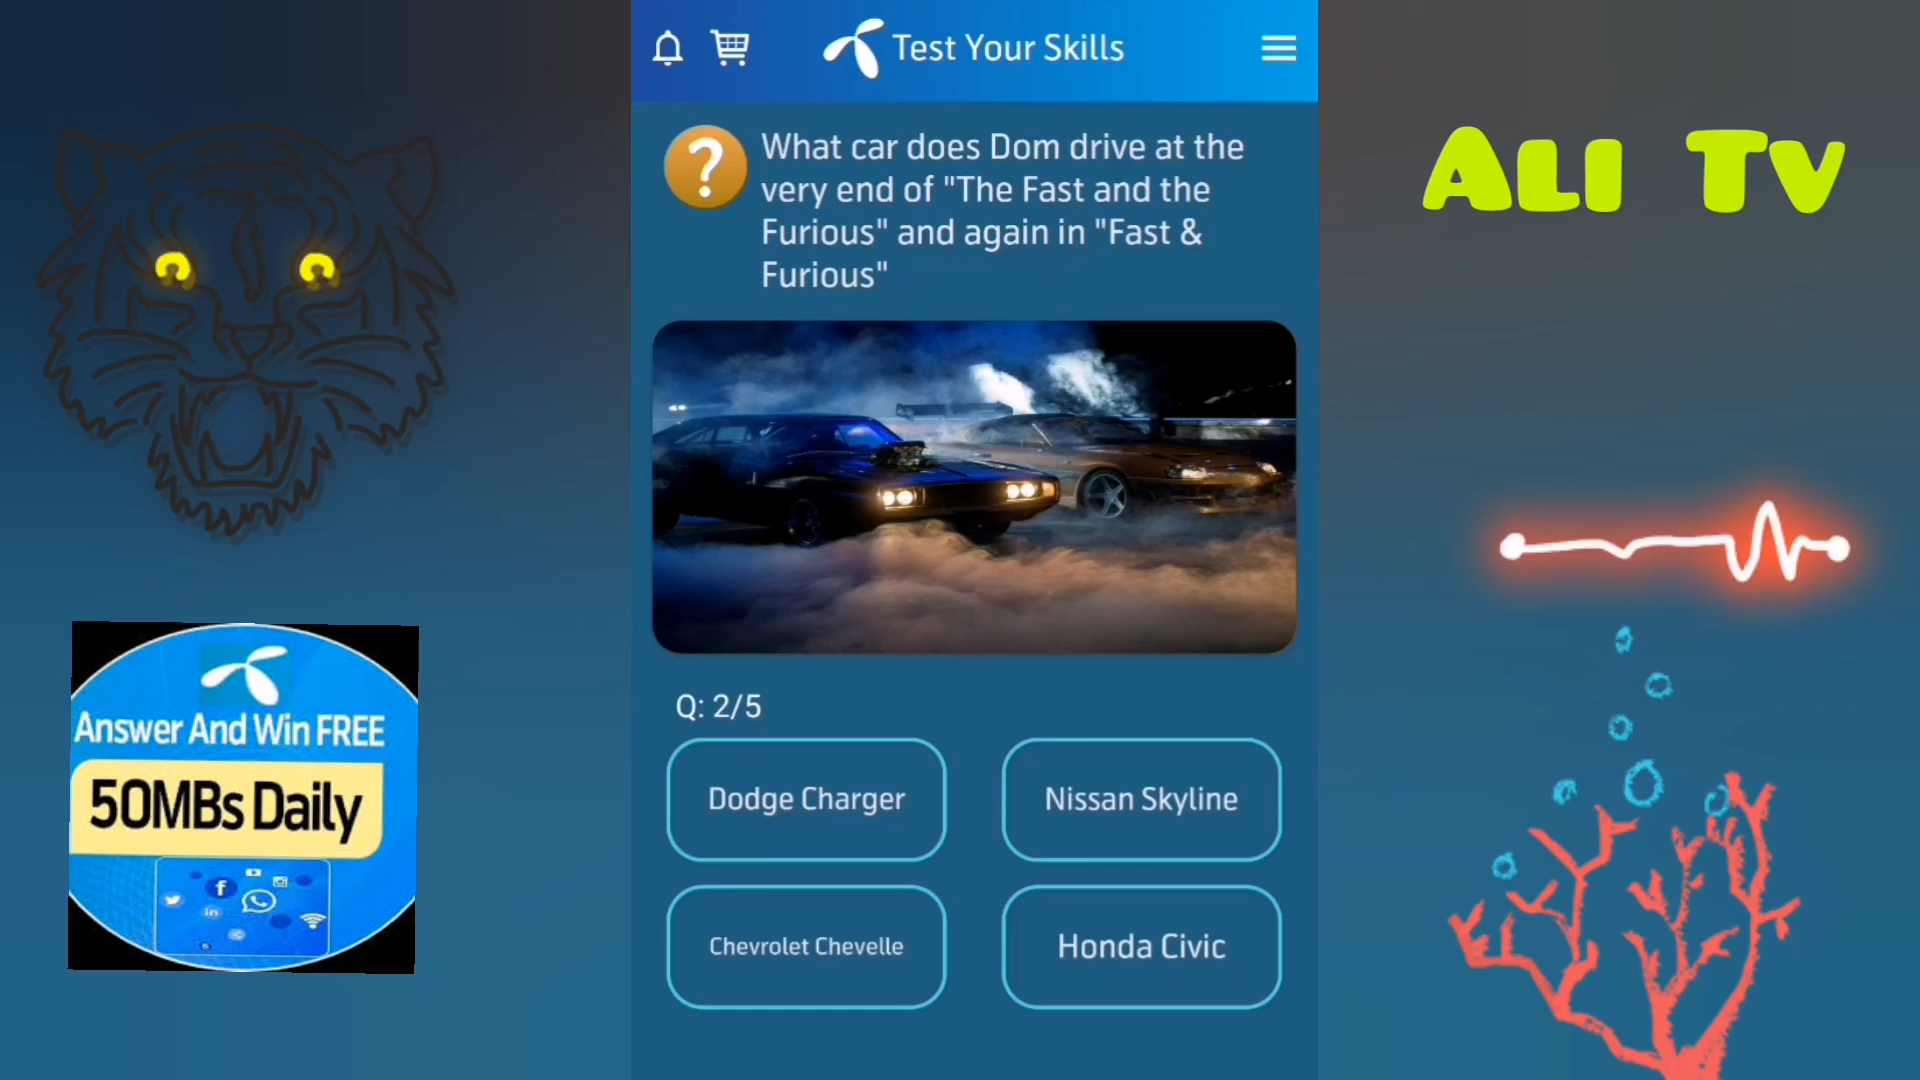 Test Your Skills
What car does Dom drive at the
very end of "The Fast and the
Furious" and again in "Fast &
Furious"
Q: 2/5
Dodge Charger
Nissan Skyline
Chevrolet Chevelle
Honda Civic
Ali Tv
Answer And Win FREE
50MBs Daily